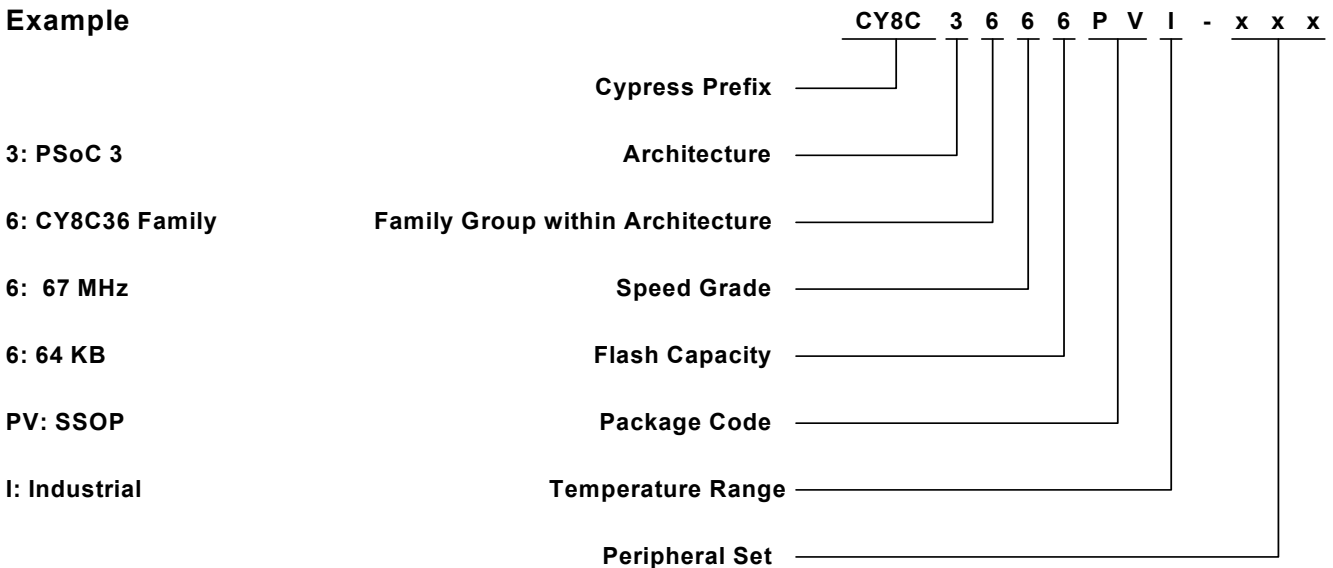 Example CY8C 3 6 6 6 P V I - x x x
Cypress Prefix
3: PSoC 3 Architecture
6: CY8C36 Family Family Group within Architecture
6: 67 MHz Speed Grade
6: 64 KB Flash Capacity
PV: SSOP Package Code
I: Industrial Temperature Range
Peripheral Set